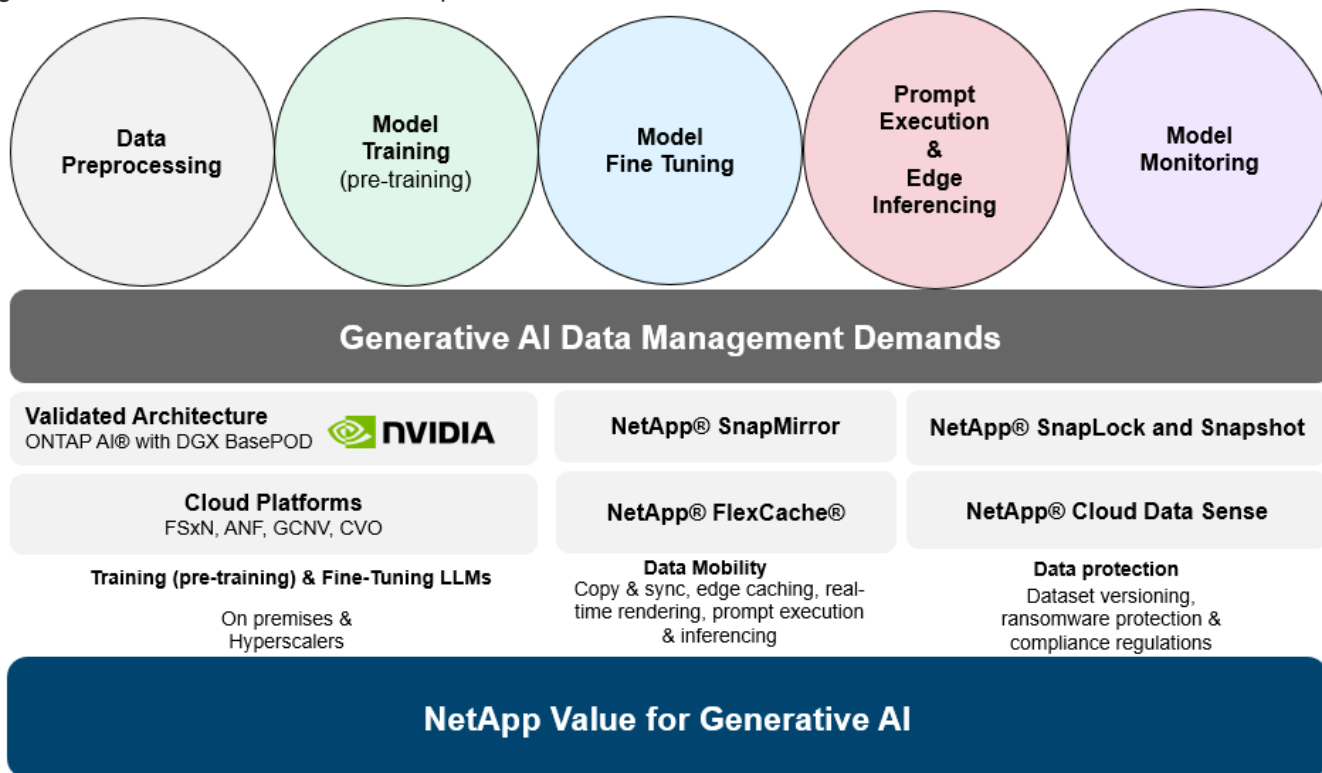 Data
Preprocessing
Model
Training
(pre-training)
Model
Fine Tuning
Prompt
Execution
&
Edge
Inferencing
Model
Monitoring
Generative AI Data Management Demands
Validated Architecture
ONTAP AI® with DGX BasePOD
NVIDIA
Cloud Platforms
FSxN, ANF, GCNV, CVO
Training (pre-training) & Fine-Tuning LLMs
On premises &
Hyperscalers
NetApp® SnapMirror
NetApp® FlexCache®
Data Mobility
Copy & sync, edge caching, real-
time rendering, prompt execution
& inferencing
NetApp® SnapLock and Snapshot
NetApp® Cloud Data Sense
Data protection
Dataset versioning,
ransomware protection &
compliance regulations
NetApp Value for Generative AI